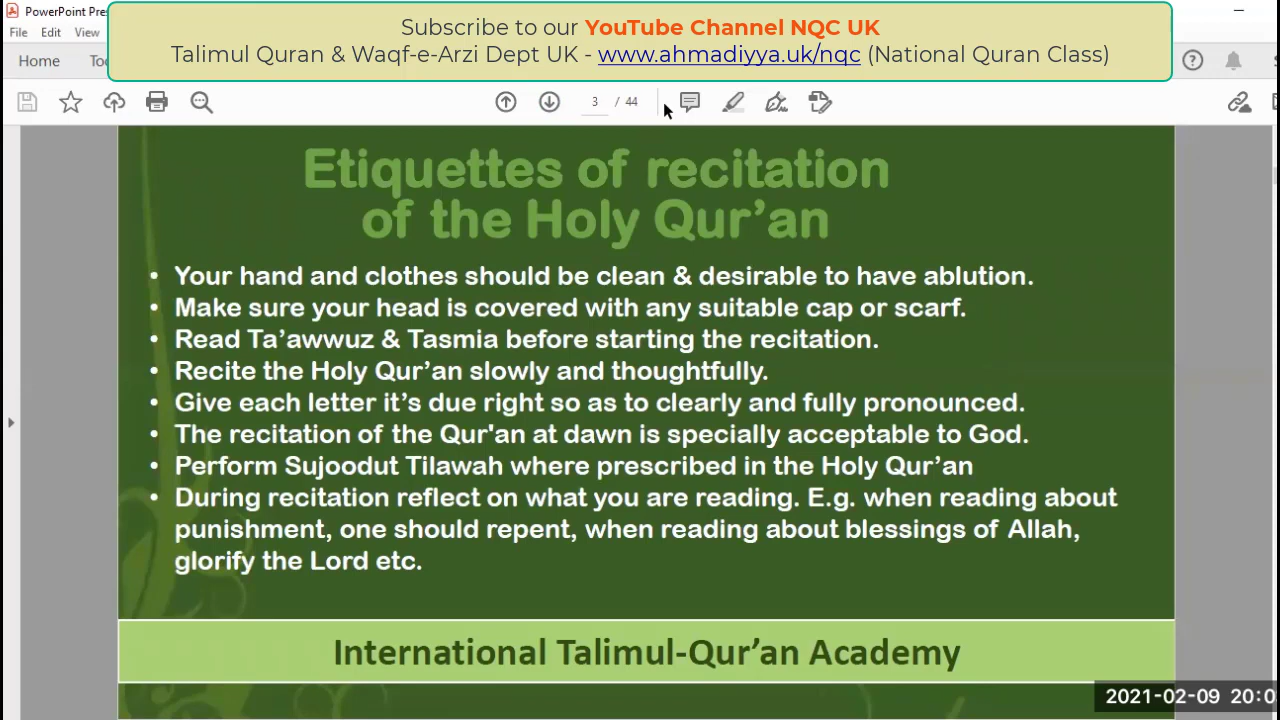 PowerPoint Pres
Subscribe to our YouTube Channel NQC UK
File Edit View
Talimul Quran & Waqf-e-Arzi Dept UK - www.ahmadiyya.uk/nqc (National Quran Class)
Home
3 / 44
Etiquettes of recitation
of the Holy Qur’an
• Your hand and clothes should be clean & desirable to have ablution.
• Make sure your head is covered with any suitable cap or scarf.
• Read Ta’awwuz & Tasmia before starting the recitation.
• Recite the Holy Qur’an slowly and thoughtfully.
• Give each letter it’s due right so as to clearly and fully pronounced.
• The recitation of the Qur'an at dawn is specially acceptable to God.
• Perform Sujoodut Tilawah where prescribed in the Holy Qur’an
• During recitation reflect on what you are reading. E.g. when reading about
punishment, one should repent, when reading about blessings of Allah,
glorify the Lord etc.
International Talimul-Qur’an Academy
2021-02-09 20:0